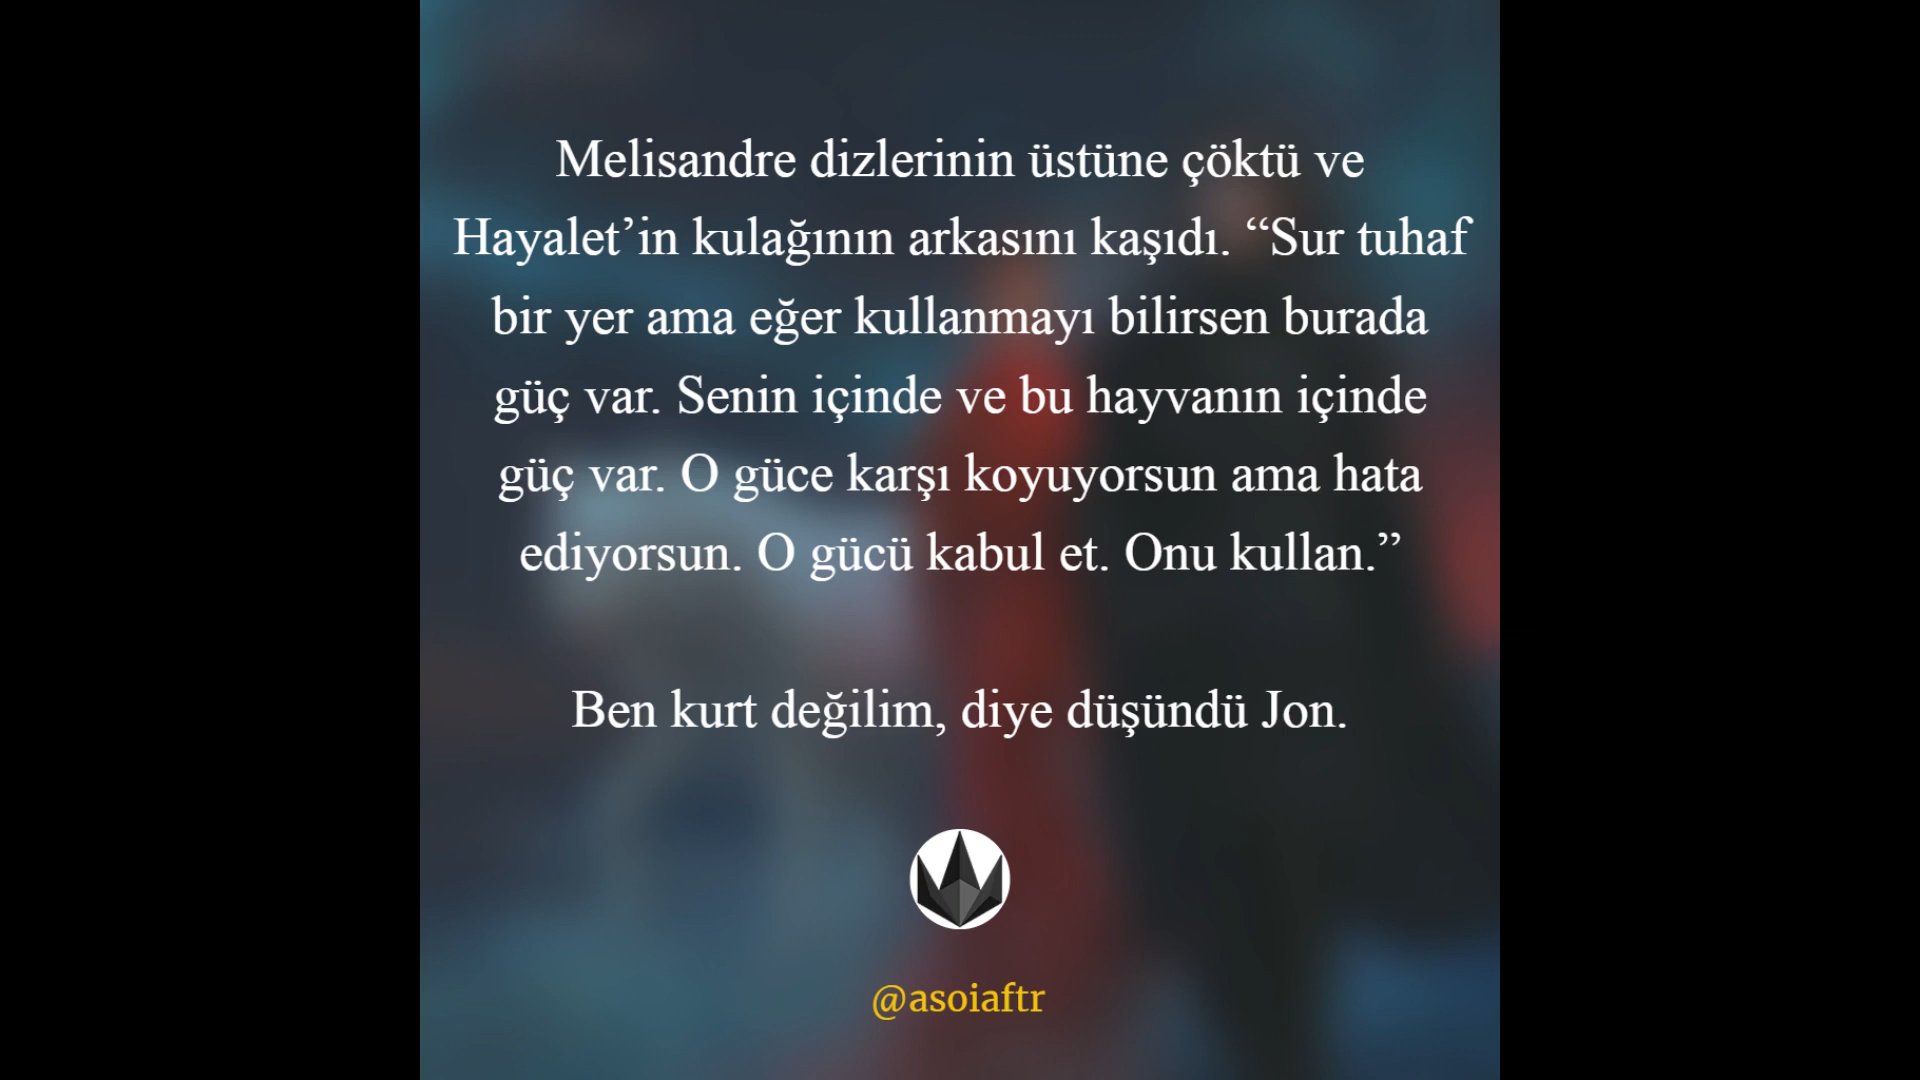 Melisandre dizlerinin üstüne çöktü ve
Hayalet’in kulağının arkasını kaşıdı. “Sur tuhaf
bir yer ama eğer kullanmayı bilirsen burada
güç var. Senin içinde ve bu hayvanın içinde
güç var. O güce karşı koyuyorsun ama hata
ediyorsun. O gücü kabul et. Onu kullan.”
Ben kurt değilim, diye düşündü Jon.
@asoiaftr